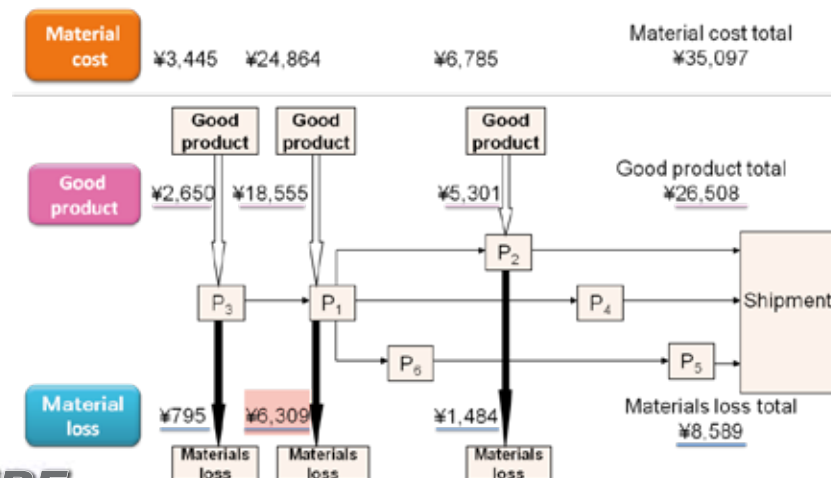 Material
cost
¥3,445
¥24,864
¥6,785
Material cost total
¥35,097
Good
product
Good
product
Good
product
Good
product
¥2,650
¥18,555
¥5,301
Good product total
¥26,508
P2
P3
P1
P4
Shipment
P6
P5
Material
loss
¥795
¥6,309
¥1,484
Materials loss total
¥8,589
Materials
loss
Materials
loss
Materials
loss